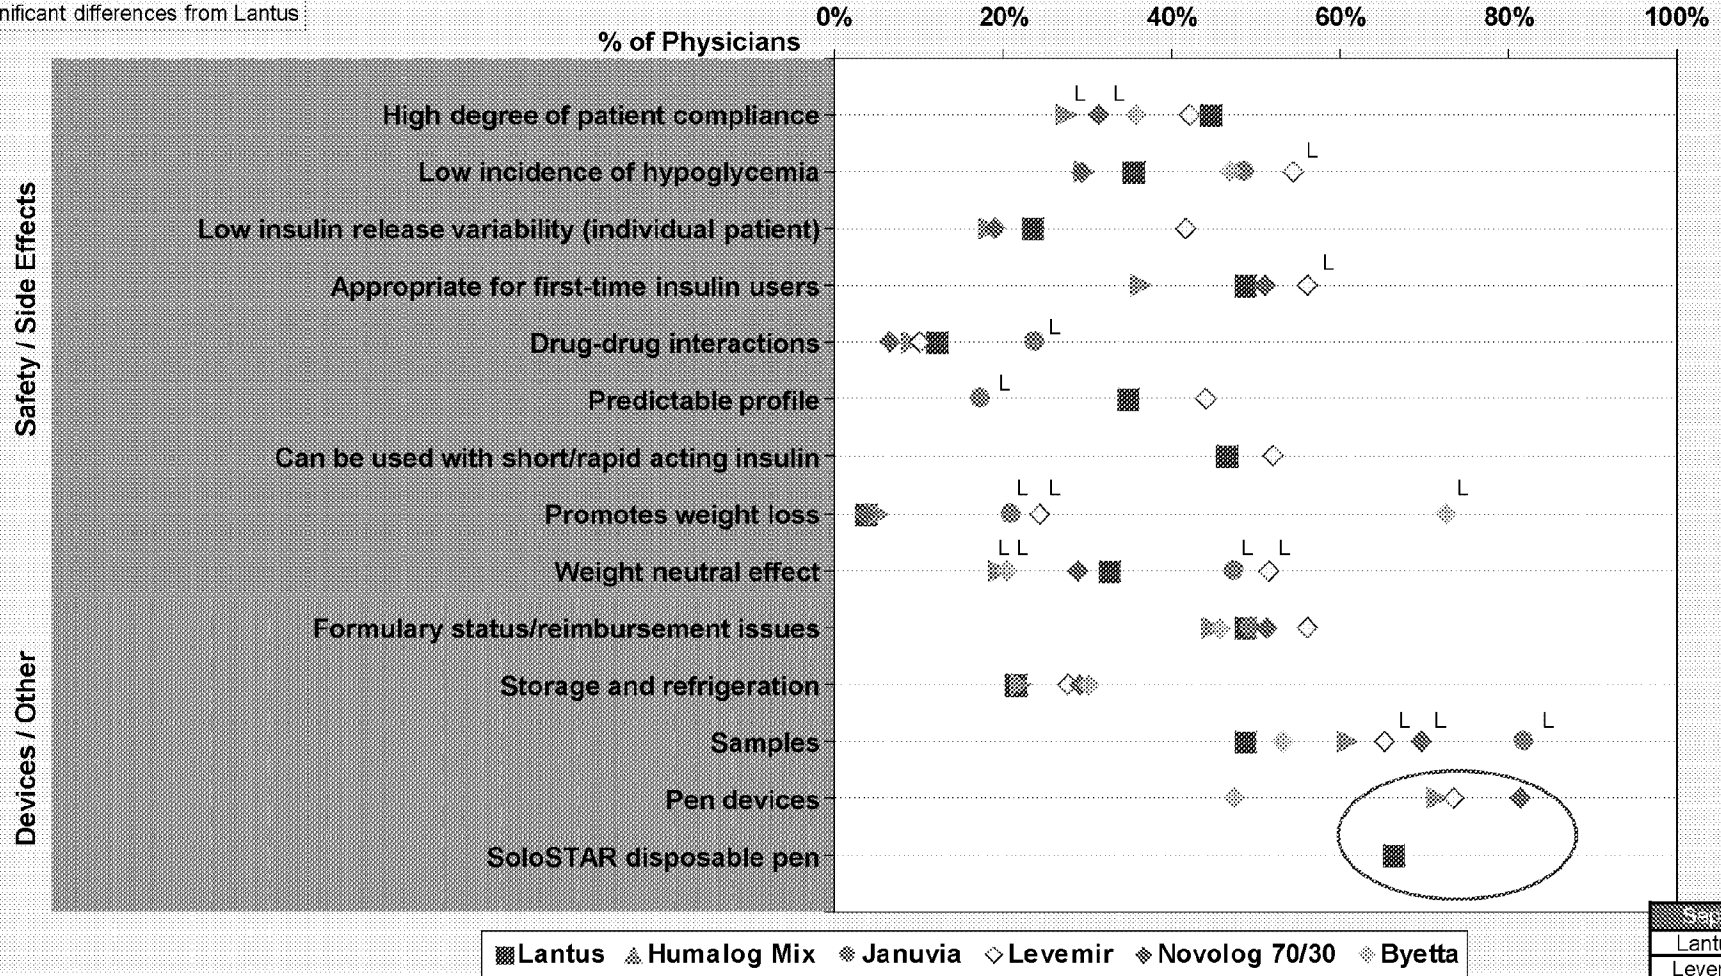 nificant differences from Lantus
0% 20% 40% 60% 80% 100%
% of Physicians
Safety / Side Effects
High degree of patient compliance
L L
Low incidence of hypoglycemia
L
Low insulin release variability (individual patient)
Appropriate for first-time insulin users
L
Drug-drug interactions
L
Predictable profile
L
Can be used with short/rapid acting insulin
Promotes weight loss
L L L
Weight neutral effect
L L L L
Devices / Other
Formulary status/reimbursement issues
Storage and refrigeration
Samples
L L L
Pen devices
SoloSTAR disposable pen
Lantus Humalog Mix Januvia Levemir Novolog 70/30 Byetta
Sep
Lantu
Lever